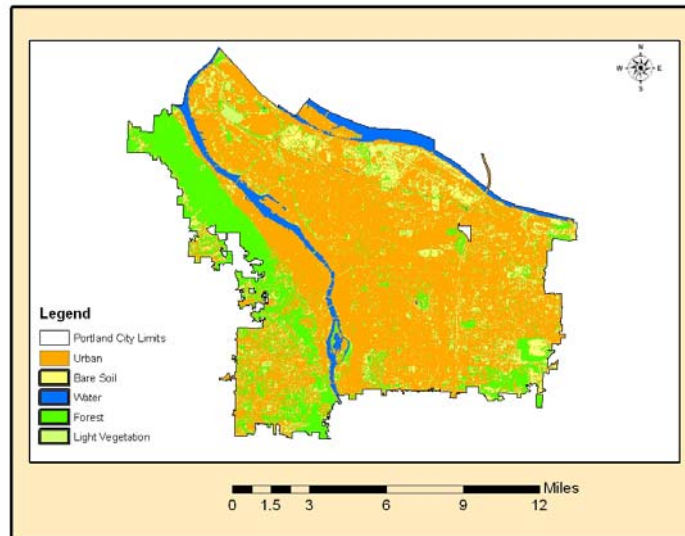 N
W E
S
Legend
Portland City Limits
Urban
Bare Soil
Water
Forest
Light Vegetation
Miles
0 1.5 3 6 9 12